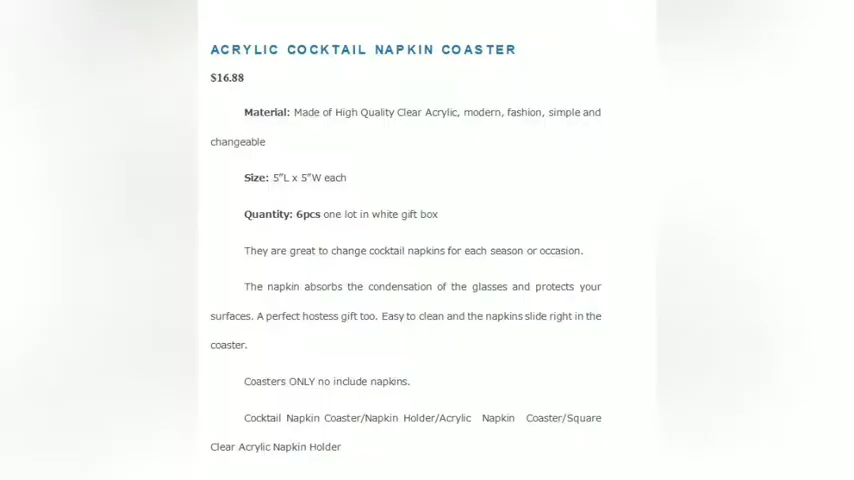 ACRYLIC COCKTAIL NAPKIN COASTER
$16.88
Material: Made of High Quality Clear Acrylic, modern, fashion, simple and
changeable
Size: 5"L x 5"W each
Quantity: 6pcs one lot in white gift box
They are great to change cocktail napkins for each season or occasion.
The napkin absorbs the condensation of the glasses and protects your
surfaces. A perfect hostess gift too. Easy to clean and the napkins slide right in the
coaster.
Coasters ONLY no include napkins.
Cocktail Napkin Coaster/Napkin Holder/Acrylic Napkin Coaster/Square
Clear Acrylic Napkin Holder